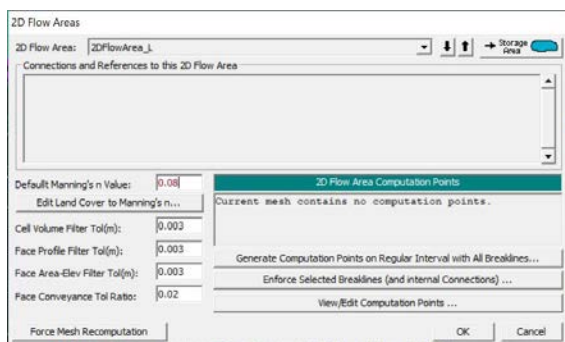 2D Flow Areas
2D Flow Area: 2DFlowArea_L
Storage Area
Connections and References to this 2D Flow Area
Default Manning's n Value: 0.08
2D Flow Area Computation Points
Edit Land Cover to Manning's n...
Current mesh contains no computation points.
Cell Volume Filter Tol(m): 0.003
Face Profile Filter Tol(m): 0.003
Generate Computation Points on Regular Interval with All Breaklines...
Face Area-Elev Filter Tol(m): 0.003
Enforce Selected Breaklines (and internal Connections) ...
Face Conveyance Tol Ratio: 0.02
View/Edit Computation Points ...
Force Mesh Recomputation
OK
Cancel